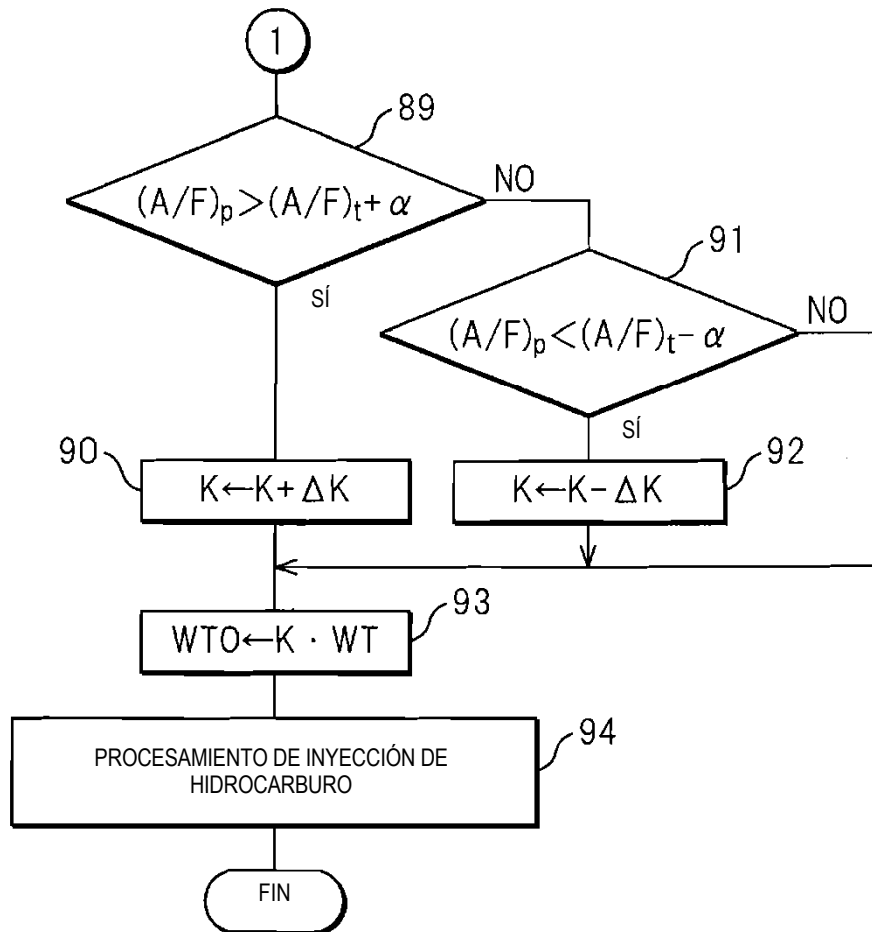 1
89
(A/F)p>(A/F)t+ α
NO
SÍ
91
(A/F)p<(A/F)t- α
NO
SÍ
90
K←K+ ΔK
92
K←K- ΔK
93
WTO←K · WT
94
PROCESAMIENTO DE INYECCIÓN DE
HIDROCARBURO
FIN